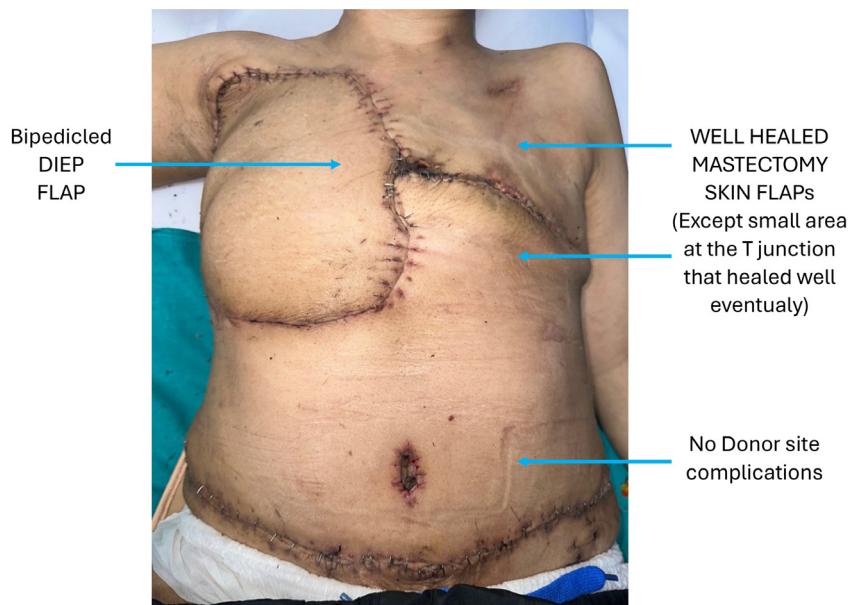 Bipedicled
DIEP
FLAP
WELL HEALED
MASTECTOMY
SKIN FLAPs
(Except small area
at the T junction
that healed well
eventualy)
No Donor site
complications